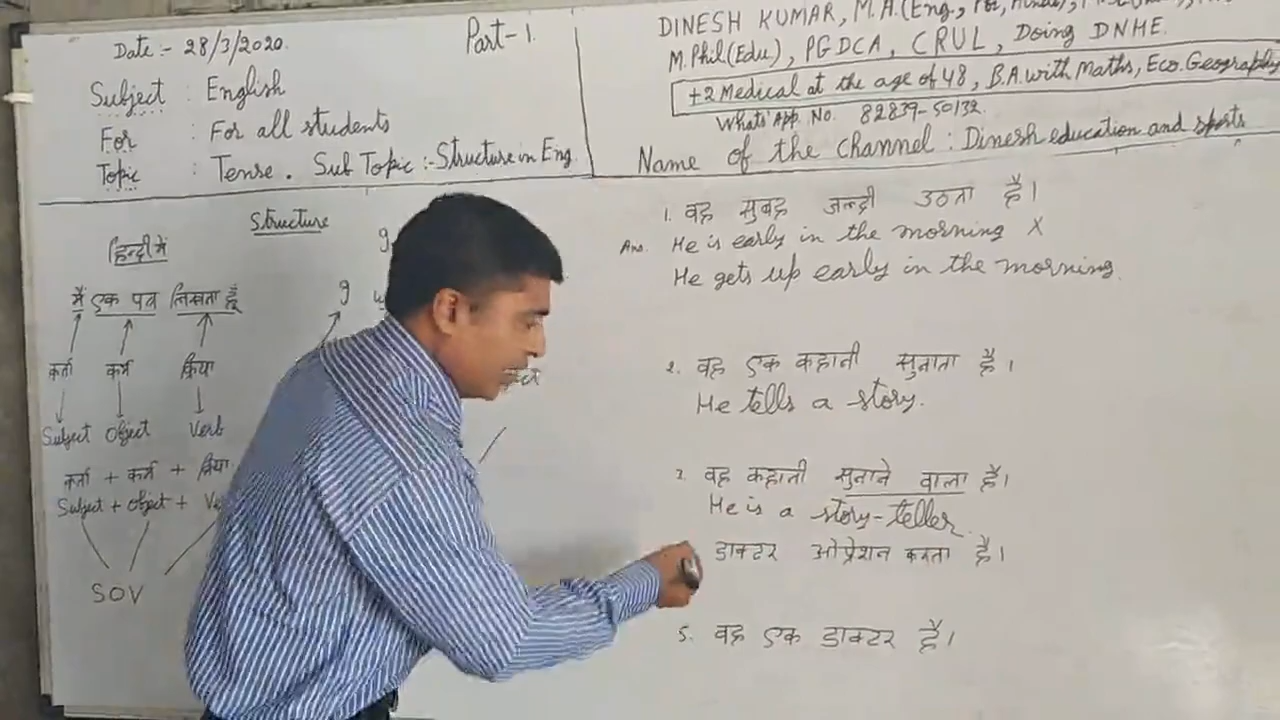 Date :- 28/3/2020.
Part-1.
Subject : English
For : For all students
Topic : Tense. Sub Topic :- Structure in Eng.
DINESH KUMAR, M.A.(Eng.,
M.Phil(Edu), PGDCA, CRUL, Doing DNHE.
+2 Medical at the age of 48, B.A. with Maths, Eco. Geography
Whats'App. No. 82839-50132.
Name of the channel : Dinesh education and sports
Structure
हिन्दी में
मैं एक पत्र लिखता हूँ
कर्ता कर्म क्रिया
Subject Object Verb
कर्ता + कर्म + क्रिया
Subject + Object +
SOV
g
1. वह सुबह जल्दी उठता है।
Ans. He is early in the morning X
He gets up early in the morning.
2. वह एक कहानी सुनाता है।
He tells a story.
3. वह कहानी सुनाने वाला है।
He is a story-teller.
डाक्टर ओप्रेशन करता है।
5. वह एक डाक्टर है।